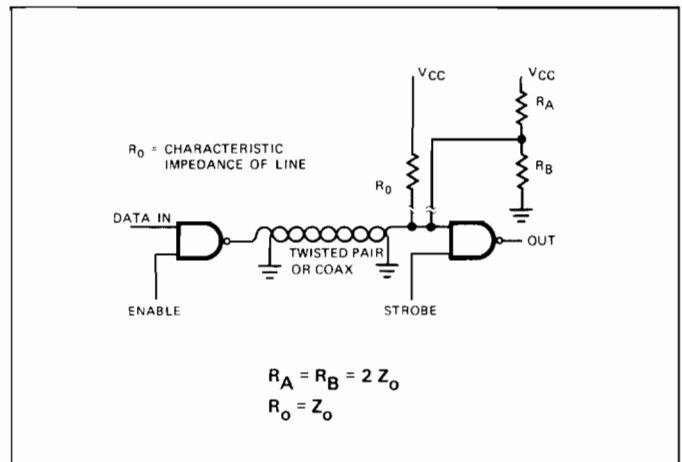 VCC
VCC
RA
R0 = CHARACTERISTIC
IMPEDANCE OF LINE
RB
R0
DATA IN
TWISTED PAIR
OR COAX
OUT
ENABLE
STROBE
RA = RB = 2 Zo
Ro = Zo